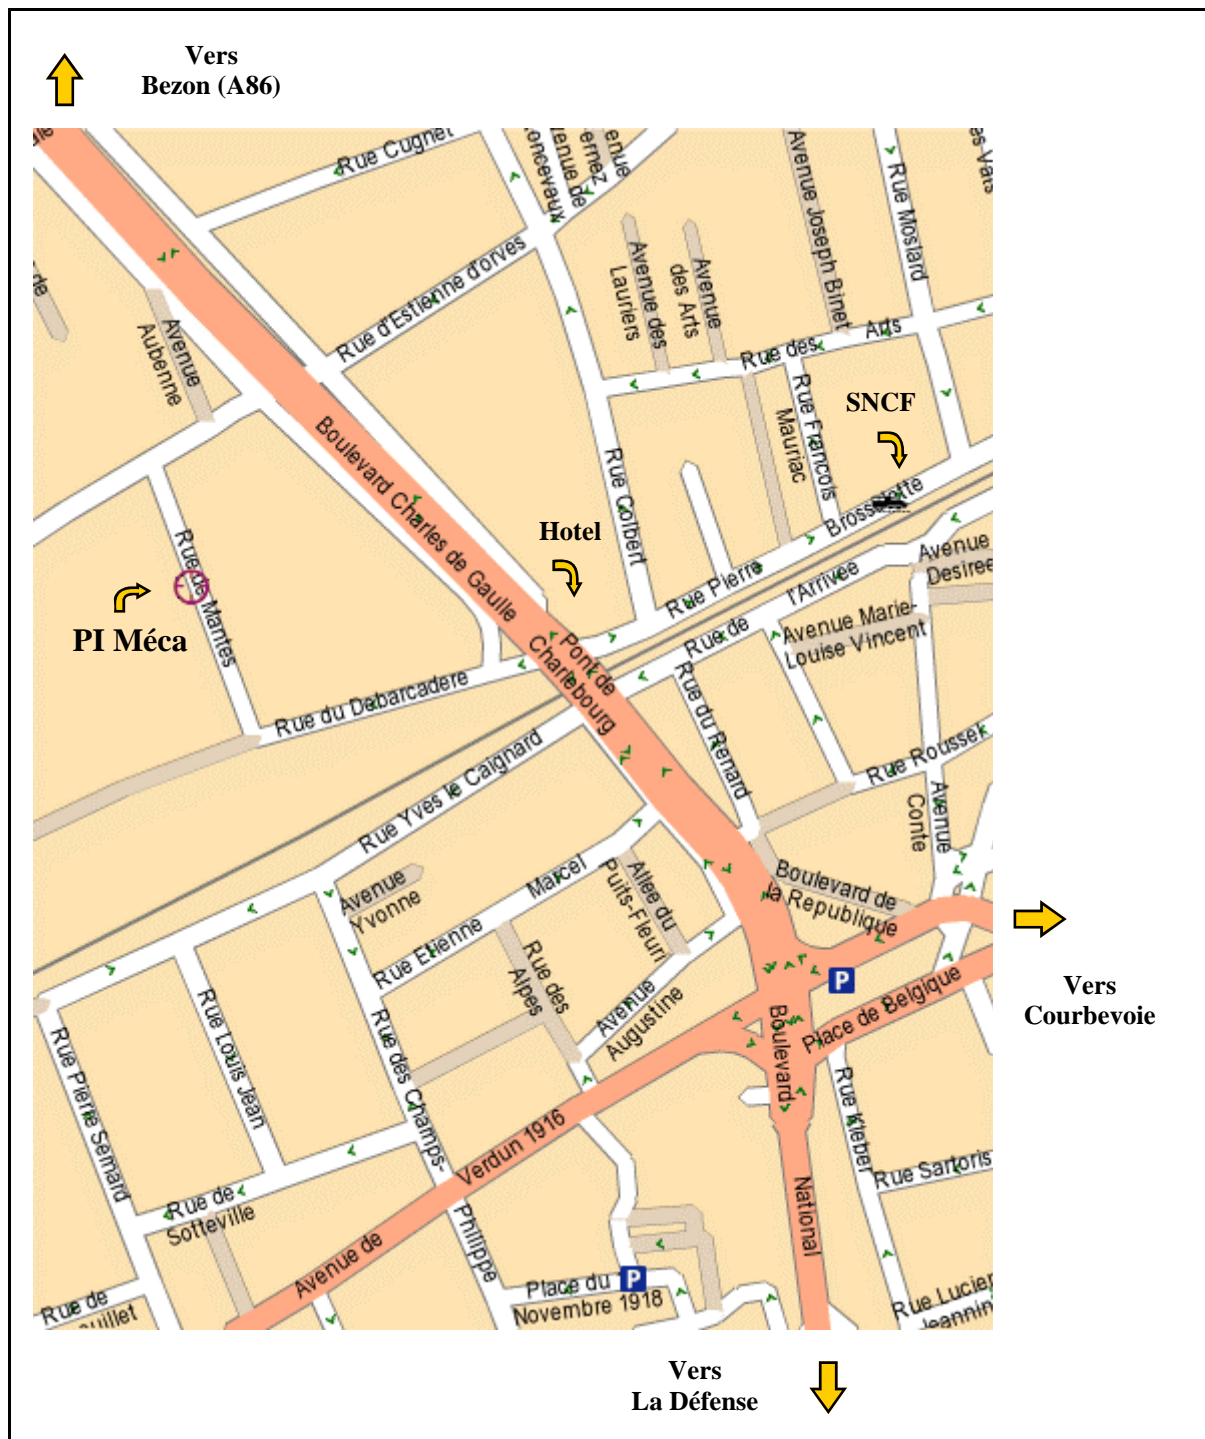 Vers
Bezon (A86)
Rue Cugnet
Avenue Joseph Binet
Rue Moslard
Rue d'Estienne d'orves
Avenue des
Lauriers
Avenue
des Arts
Avenue
Aubenne
Rue des Arts
Rue Francois
Mauriac
SNCF
Boulevard Charles de Gaulle
Rue Colbert
Brossolette
Rue Pierre
Hotel
Avenue
Desiree
Rue de l'Arrivee
Avenue Marie-
Louise Vincent
Rue de Mantes
PI Méca
Pont de
Charlebourg
Rue du Debarcadere
Rue du Renard
Rue Yves le Caignard
Rue Roussel
Avenue
Conte
Boulevard de
la Republique
Avenue
Yvonne
Rue Etienne Marcel
Allee du
Puits-Fleuri
Rue des
Alpes
Avenue
Augustine
P
Vers
Courbevoie
Place de Belgique
Boulevard
National
Rue Kleber
Rue Sartoris
Rue Louis Jean
Rue Pierre Semard
Rue des Champs-
Philippe
Rue de
Sotteville
Avenue de Verdun 1916
Place du
Novembre 1918
P
Rue de
Rue Lucien
Jeannin
Vers
La Défense